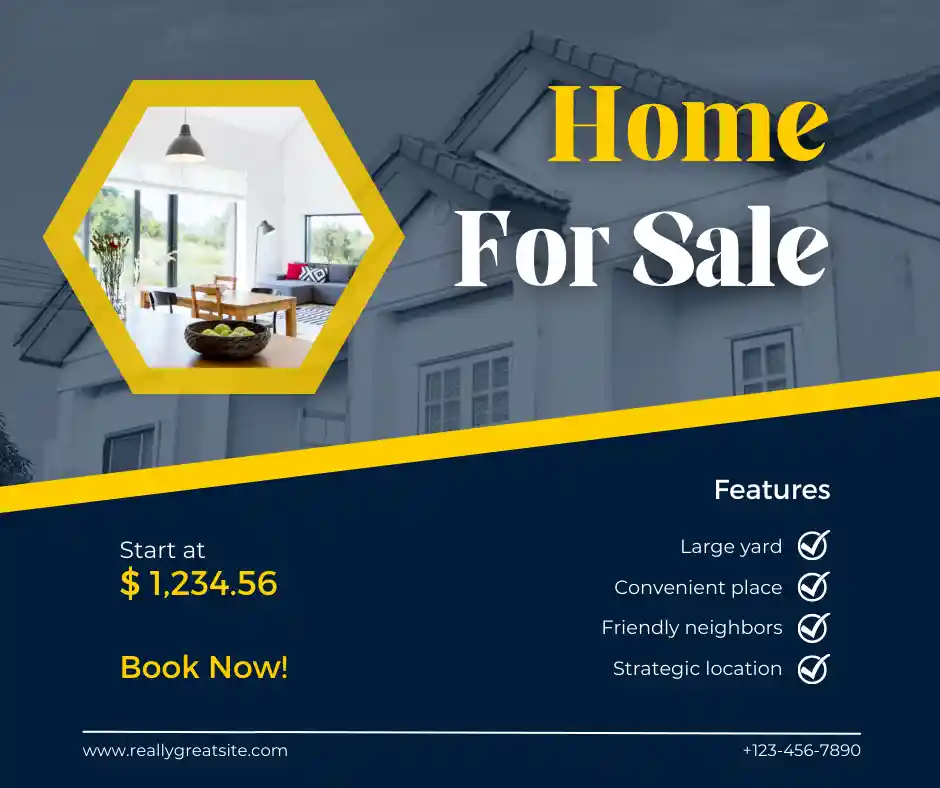 Home
For Sale
Features
Start at
$ 1,234.56
Book Now!
Large yard
Convenient place
Friendly neighbors
Strategic location
www.reallygreatsite.com
+123-456-7890